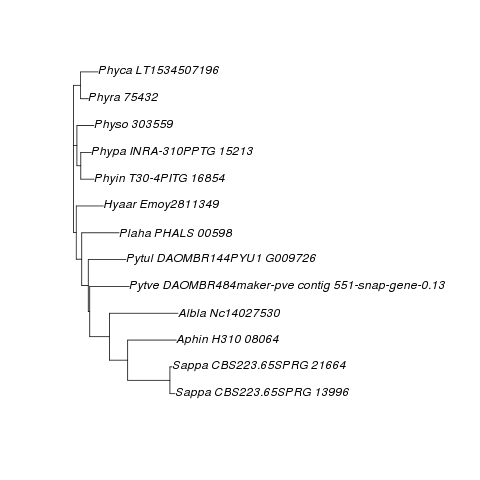 Phyca LT1534507196
Phyra 75432
Physo 303559
Phypa INRA-310PPTG 15213
Phyin T30-4PITG 16854
Hyaar Emoy2811349
Plaha PHALS 00598
Pytul DAOMBR144PYU1 G009726
Pytve DAOMBR484maker-pve contig 551-snap-gene-0.13
Albla Nc14027530
Aphin H310 08064
Sappa CBS223.65SPRG 21664
Sappa CBS223.65SPRG 13996